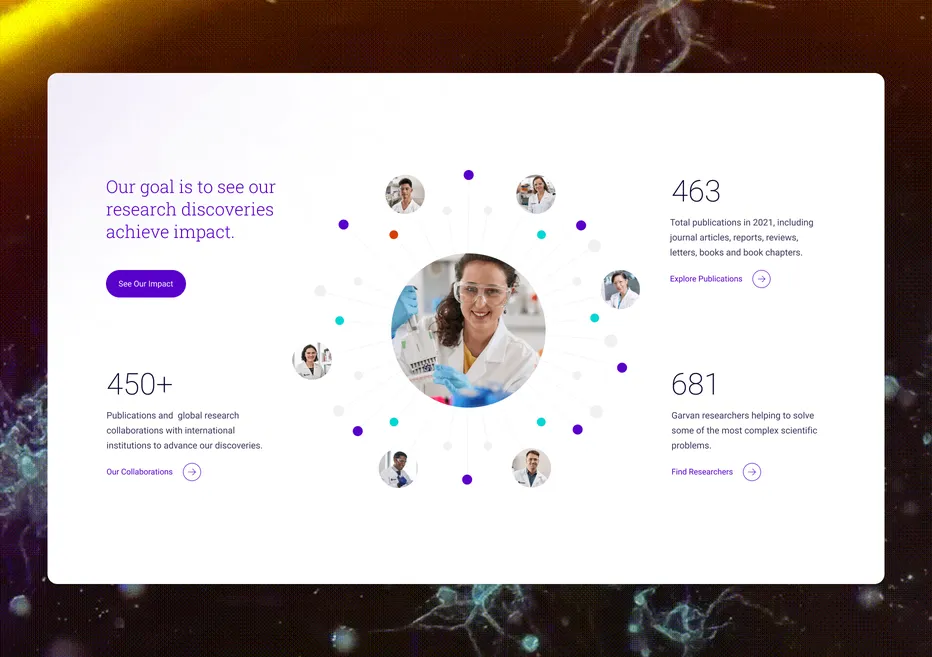 Our goal is to see our
research discoveries
achieve impact.
See Our Impact
450+
Publications and global research
collaborations with international
institutions to advance our discoveries.
Our Collaborations
463
Total publications in 2021, including
journal articles, reports, reviews,
letters, books and book chapters.
Explore Publications
681
Garvan researchers helping to solve
some of the most complex scientific
problems.
Find Researchers